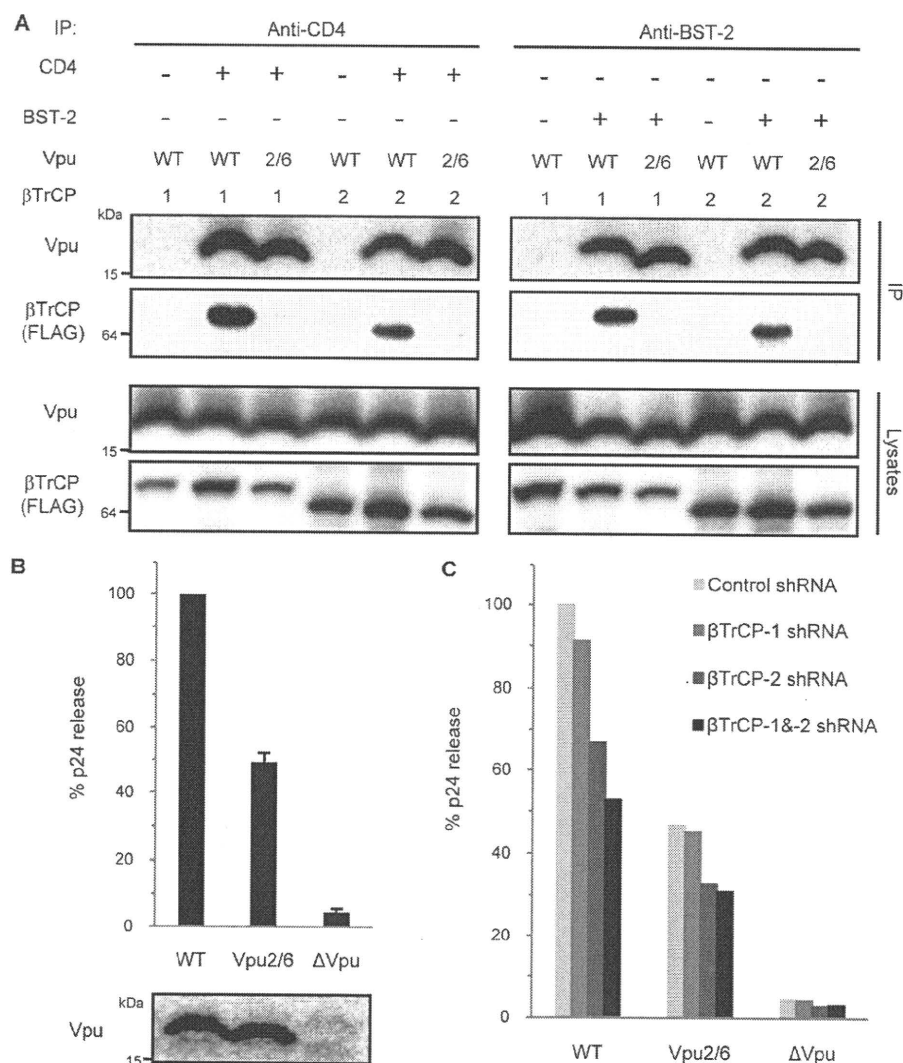 A
IP: Anti-CD4 Anti-BST-2
CD4 - + + - + + - - - - - -
BST-2 - - - - - - - + + - + +
Vpu WT WT 2/6 WT WT 2/6 WT WT 2/6 WT WT 2/6
βTrCP 1 1 1 2 2 2 1 1 1 2 2 2
kDa
Vpu
15
βTrCP
(FLAG)
64
IP
Vpu
15
βTrCP
(FLAG)
64
Lysates
B
% p24 release
100
80
60
40
20
0
WT Vpu2/6 ΔVpu
kDa
Vpu
15
C
% p24 release
100
80
60
40
20
0
Control shRNA
βTrCP-1 shRNA
βTrCP-2 shRNA
βTrCP-1&-2 shRNA
WT Vpu2/6 ΔVpu